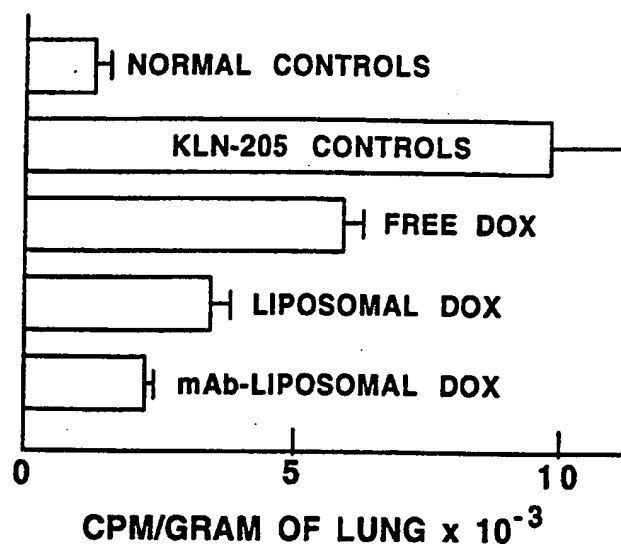 NORMAL CONTROLS
KLN-205 CONTROLS
FREE DOX
LIPOSOMAL DOX
mAb-LIPOSOMAL DOX
0 5 10
CPM/GRAM OF LUNG x 10⁻³